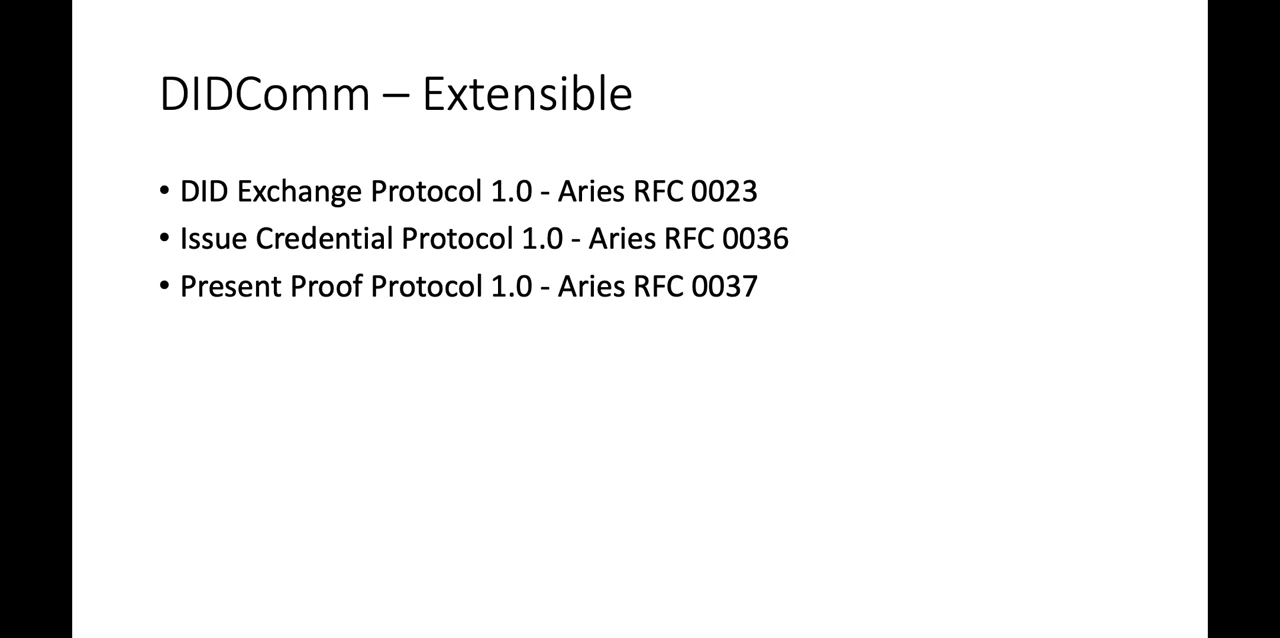 DIDComm – Extensible
• DID Exchange Protocol 1.0 - Aries RFC 0023
• Issue Credential Protocol 1.0 - Aries RFC 0036
• Present Proof Protocol 1.0 - Aries RFC 0037